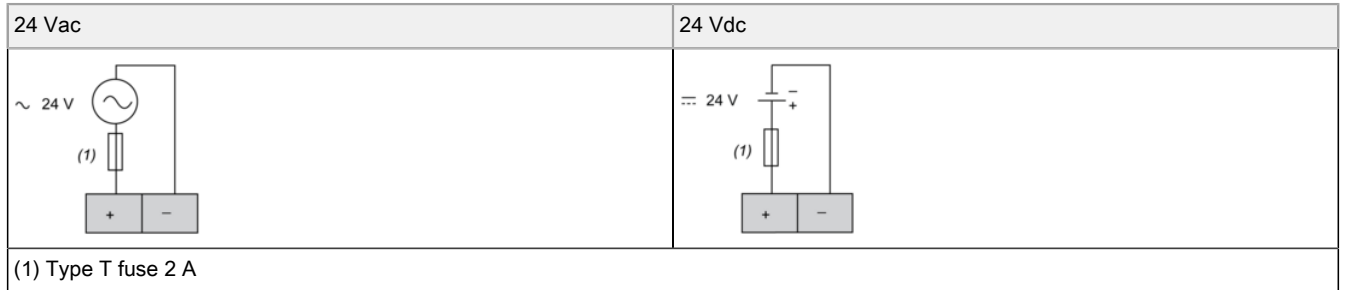 24 Vac
24 Vdc
∼ 24 V
(1)
+ −
⎓ 24 V
−
+
(1)
+ −
(1) Type T fuse 2 A